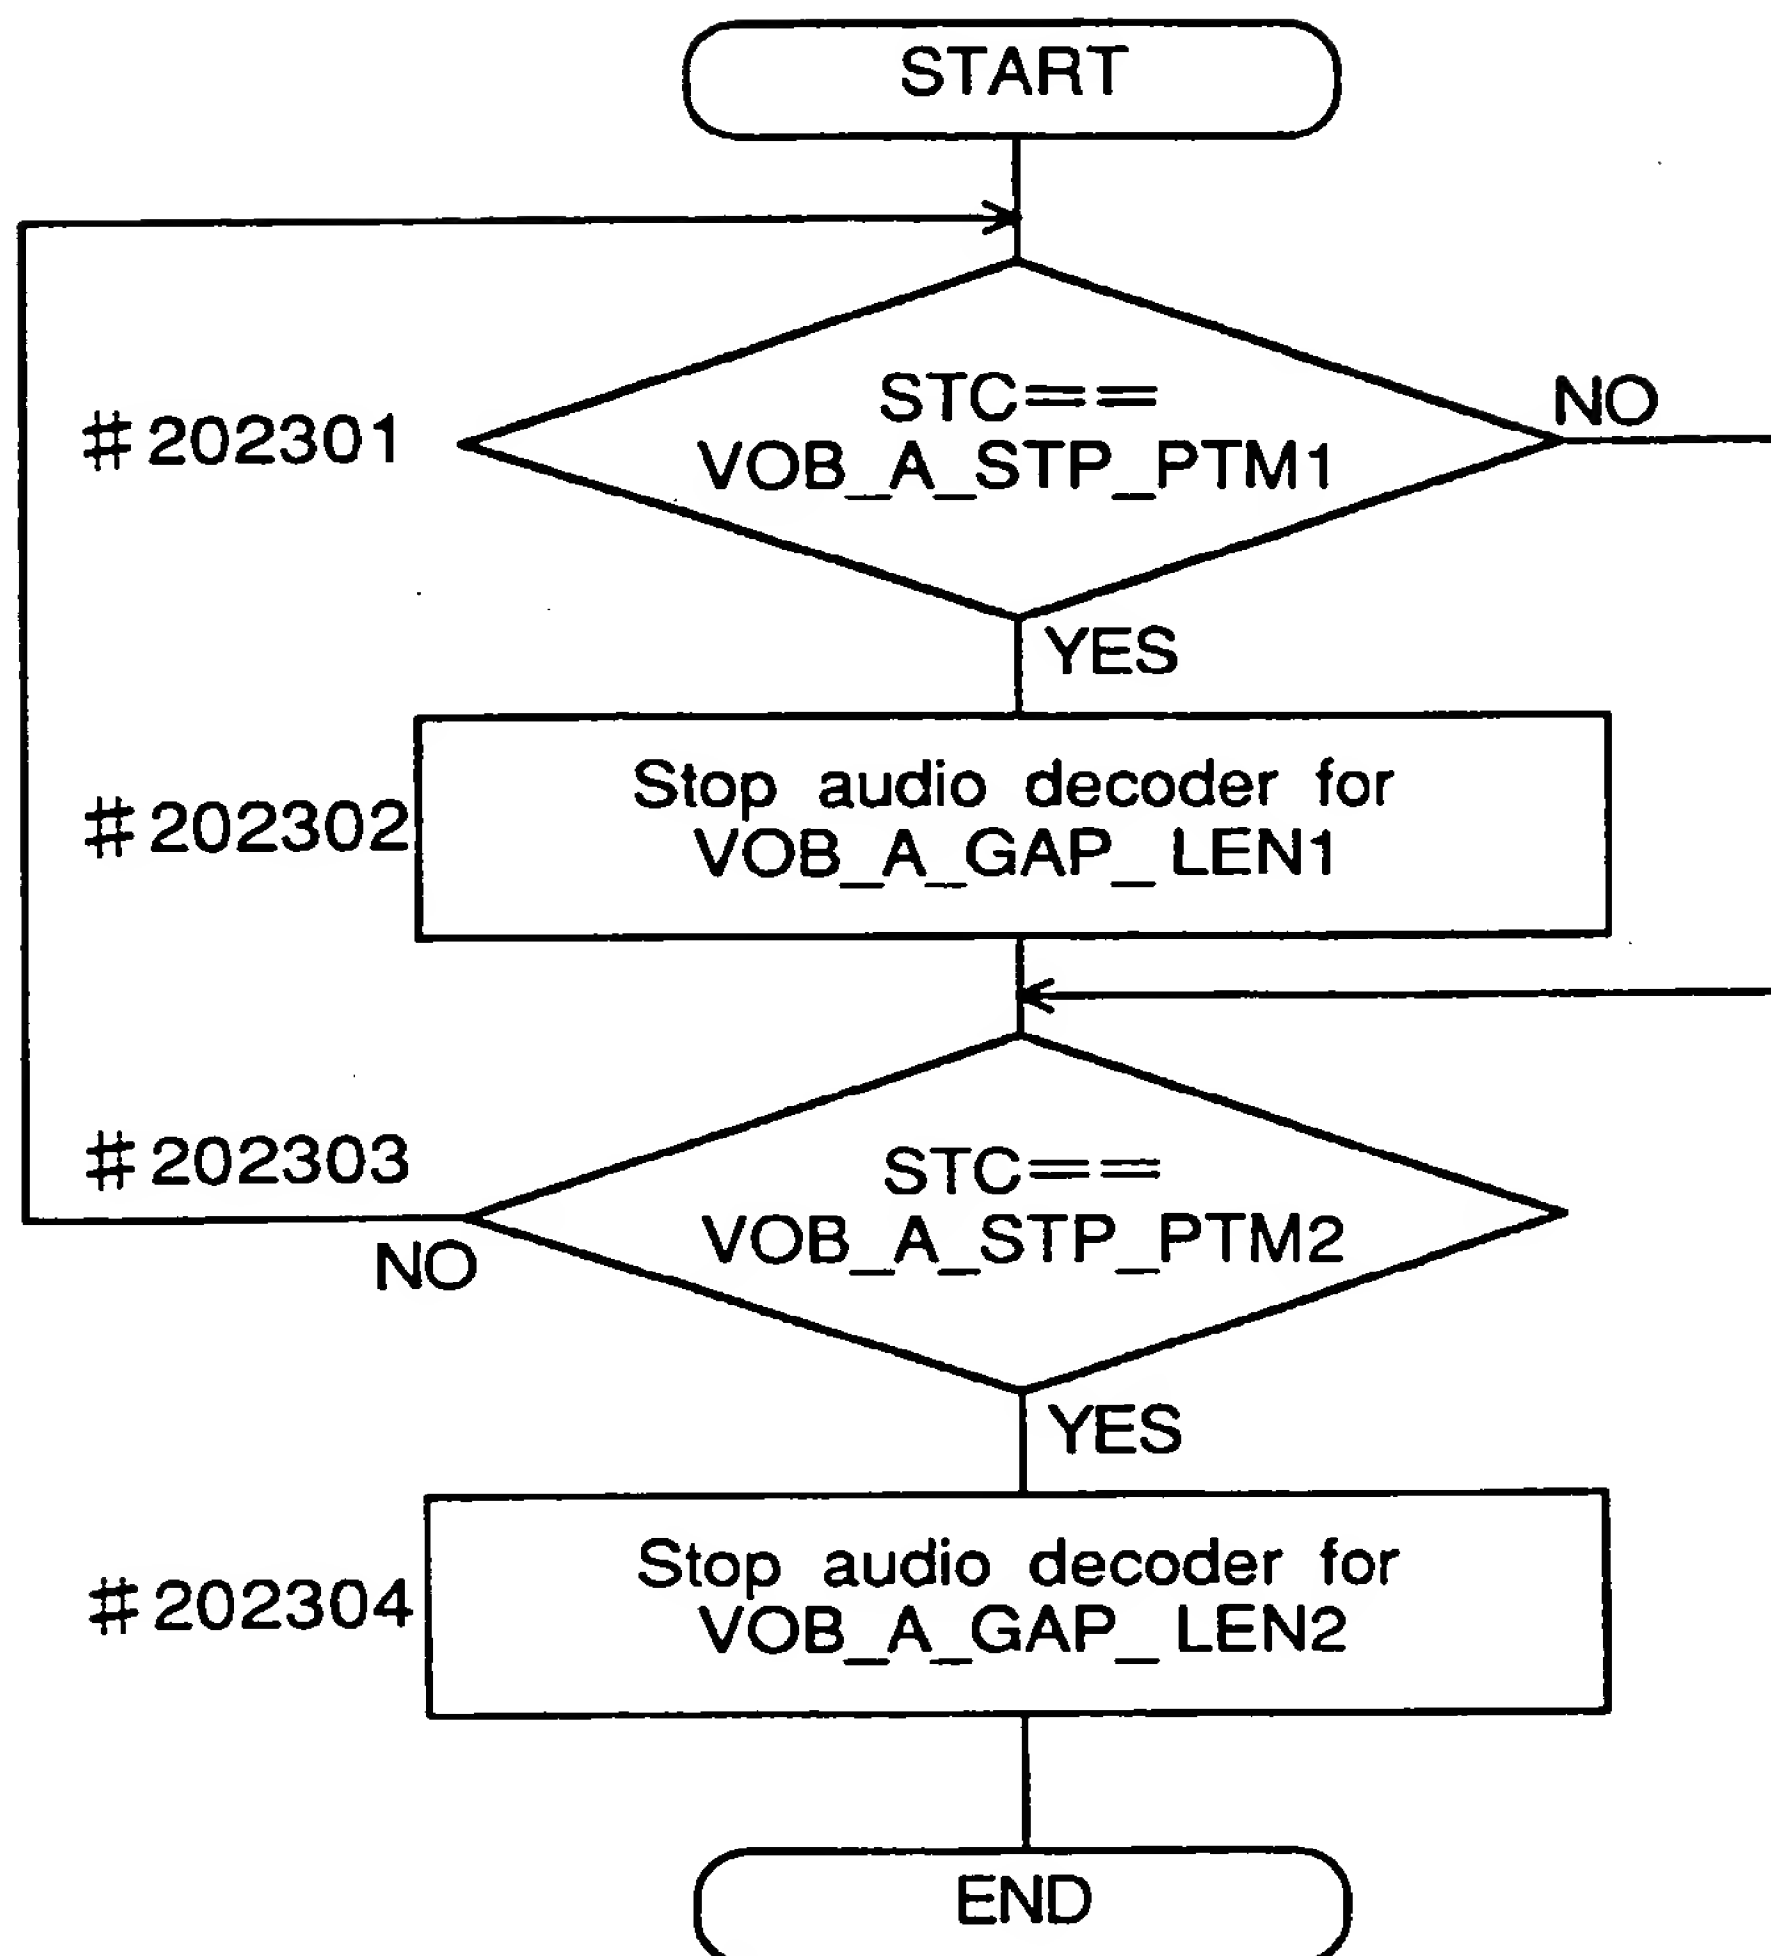 START
STC==
VOB_A_STP_PTM1
NO
#202301
YES
Stop audio decoder for
VOB_A_GAP_LEN1
#202302
#202303
STC==
VOB_A_STP_PTM2
NO
YES
Stop audio decoder for
VOB_A_GAP_LEN2
#202304
END